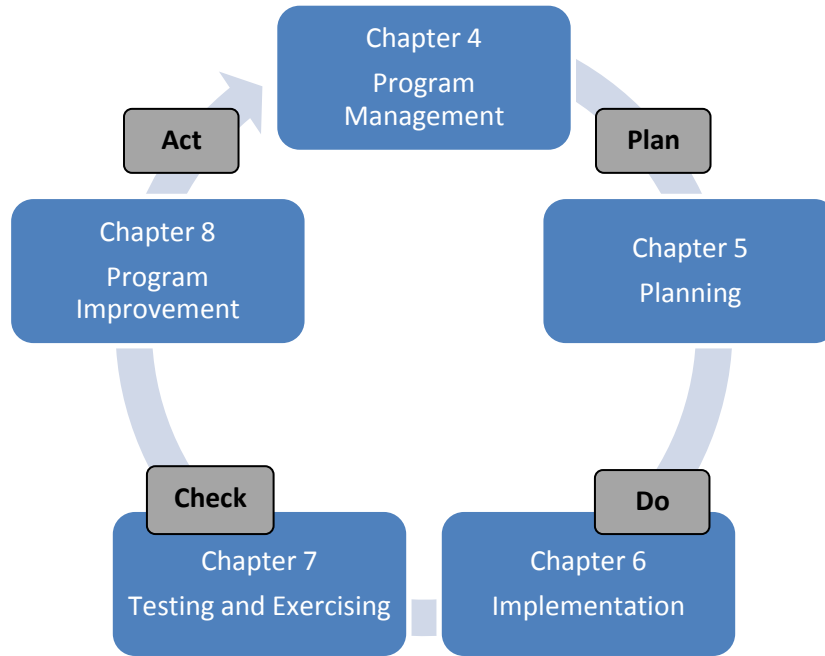 Chapter 4
Program
Management
Plan
Chapter 5
Planning
Do
Chapter 6
Implementation
Check
Chapter 7
Testing and Exercising
Act
Chapter 8
Program
Improvement